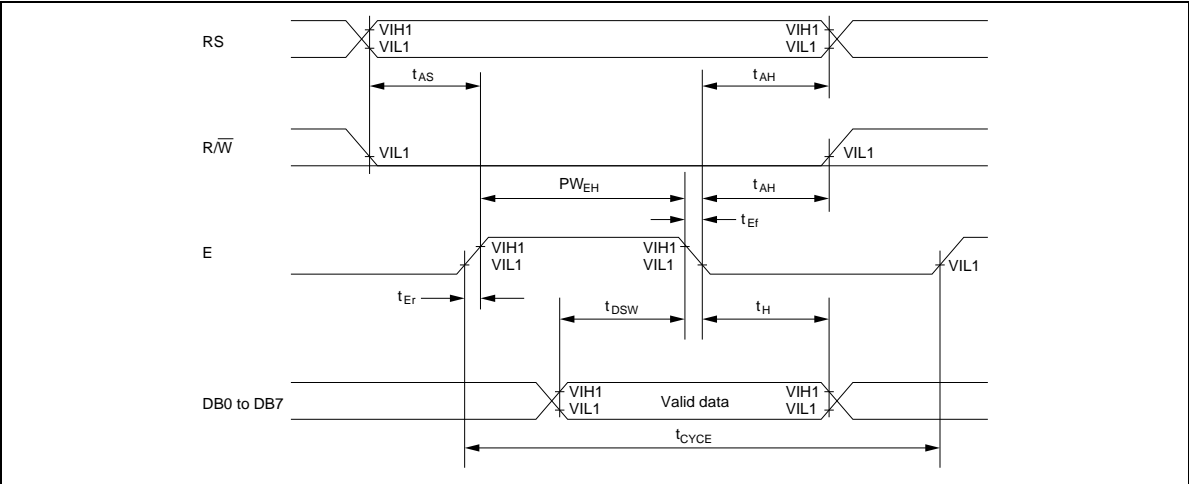 RS
VIH1
VIL1
VIH1
VIL1
tAS
tAH
R/W̅
VIL1
VIL1
PWEH
tAH
tEf
E
VIH1
VIL1
VIH1
VIL1
VIL1
tEr
tDSW
tH
DB0 to DB7
VIH1
VIL1
Valid data
VIH1
VIL1
tCYCE